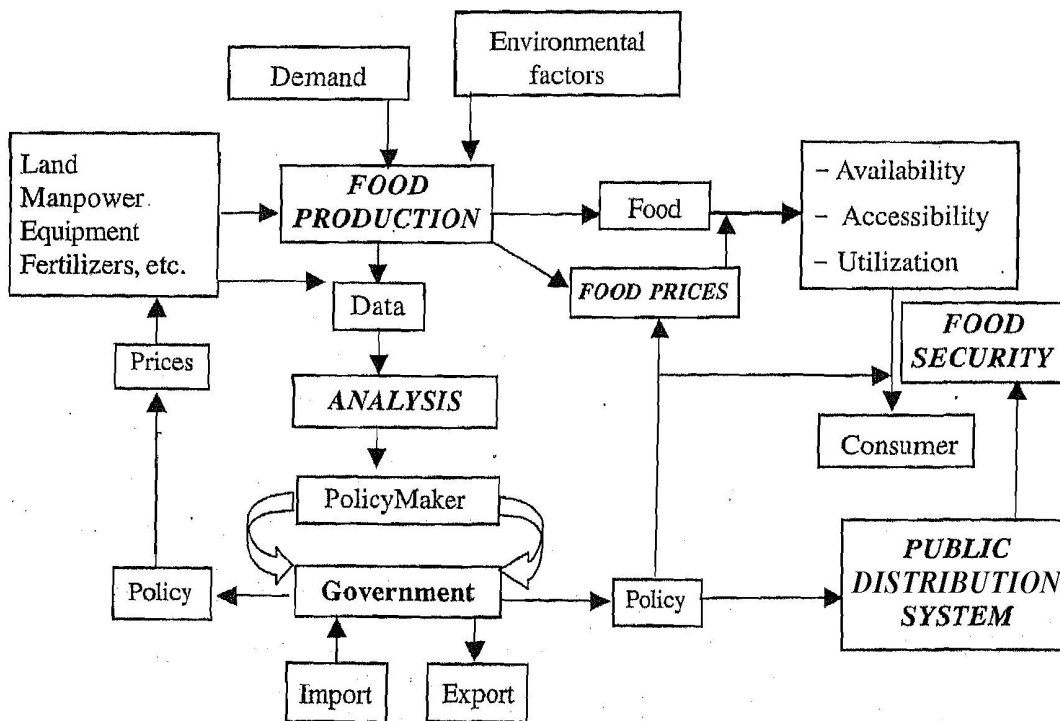 Demand
Environmental
factors
Land
Manpower
Equipment
Fertilizers, etc.
FOOD
PRODUCTION
Food
– Availability
– Accessibility
– Utilization
Data
FOOD PRICES
FOOD
SECURITY
Prices
ANALYSIS
Consumer
PolicyMaker
Policy
Government
Policy
PUBLIC
DISTRIBUTION
SYSTEM
Import
Export